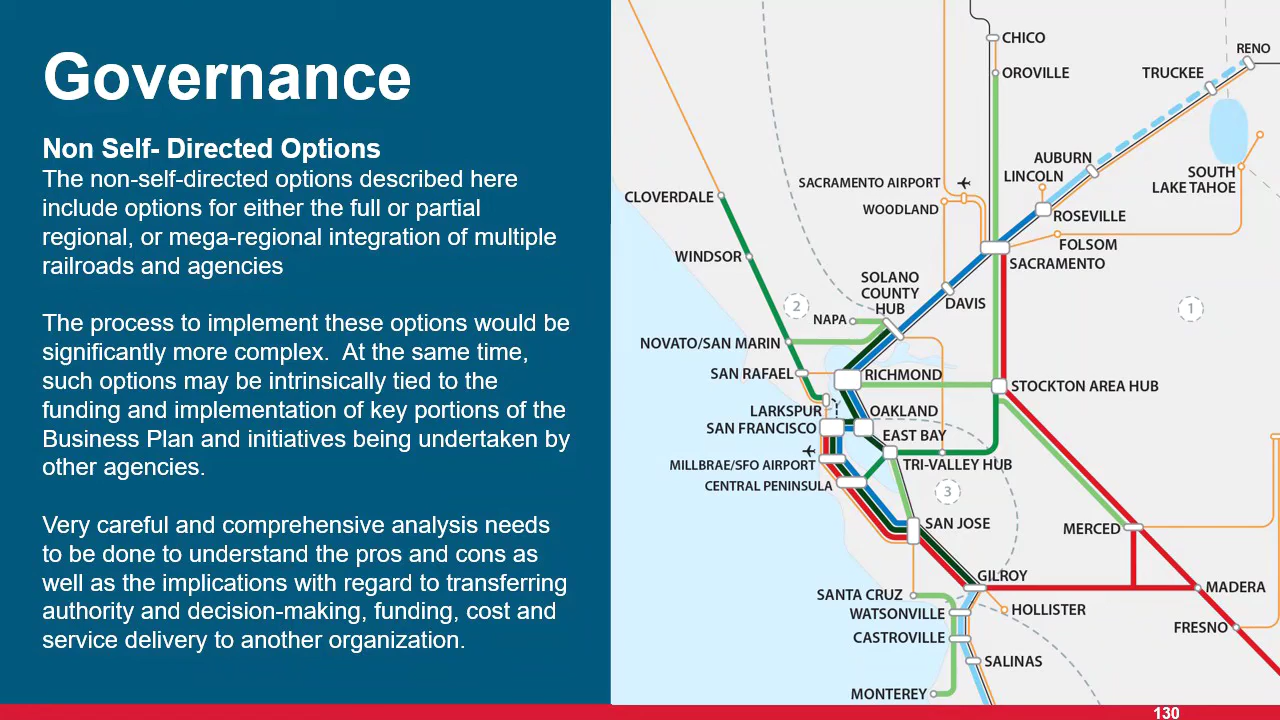 Governance
Non Self- Directed Options
The non-self-directed options described here
include options for either the full or partial
regional, or mega-regional integration of multiple
railroads and agencies
The process to implement these options would be
significantly more complex.  At the same time,
such options may be intrinsically tied to the
funding and implementation of key portions of the
Business Plan and initiatives being undertaken by
other agencies.
Very careful and comprehensive analysis needs
to be done to understand the pros and cons as
well as the implications with regard to transferring
authority and decision-making, funding, cost and
service delivery to another organization.
CHICO
RENO
OROVILLE
TRUCKEE
AUBURN
LINCOLN
SOUTH
LAKE TAHOE
SACRAMENTO AIRPORT
CLOVERDALE
WOODLAND
ROSEVILLE
FOLSOM
SACRAMENTO
WINDSOR
SOLANO
COUNTY
HUB
DAVIS
2
1
NAPA
NOVATO/SAN MARIN
SAN RAFAEL
RICHMOND
STOCKTON AREA HUB
LARKSPUR
OAKLAND
SAN FRANCISCO
EAST BAY
MILLBRAE/SFO AIRPORT
TRI-VALLEY HUB
CENTRAL PENINSULA
3
SAN JOSE
MERCED
GILROY
SANTA CRUZ
MADERA
WATSONVILLE
HOLLISTER
CASTROVILLE
FRESNO
SALINAS
MONTEREY
130